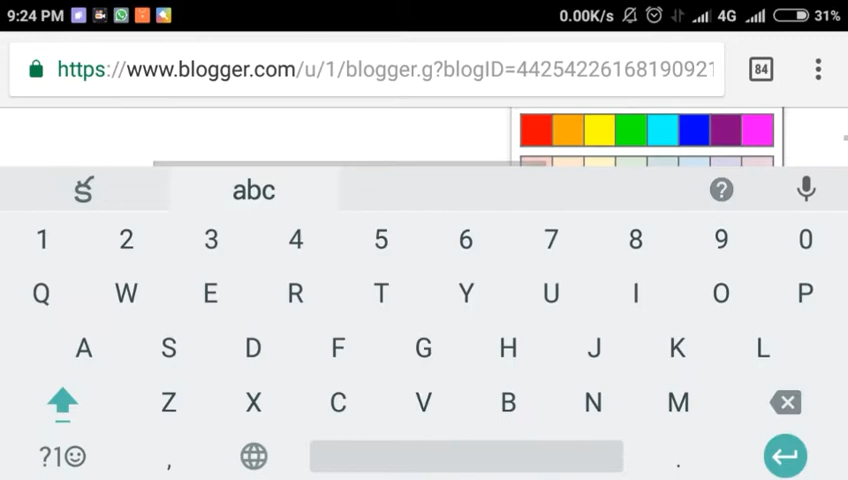 9:24 PM 0.00K/s 4G 31%
https://www.blogger.com/u/1/blogger.g?blogID=44254226168190921 84
క abc ?
1 2 3 4 5 6 7 8 9 0
Q W E R T Y U I O P
A S D F G H J K L
Z X C V B N M
?1☺ , .